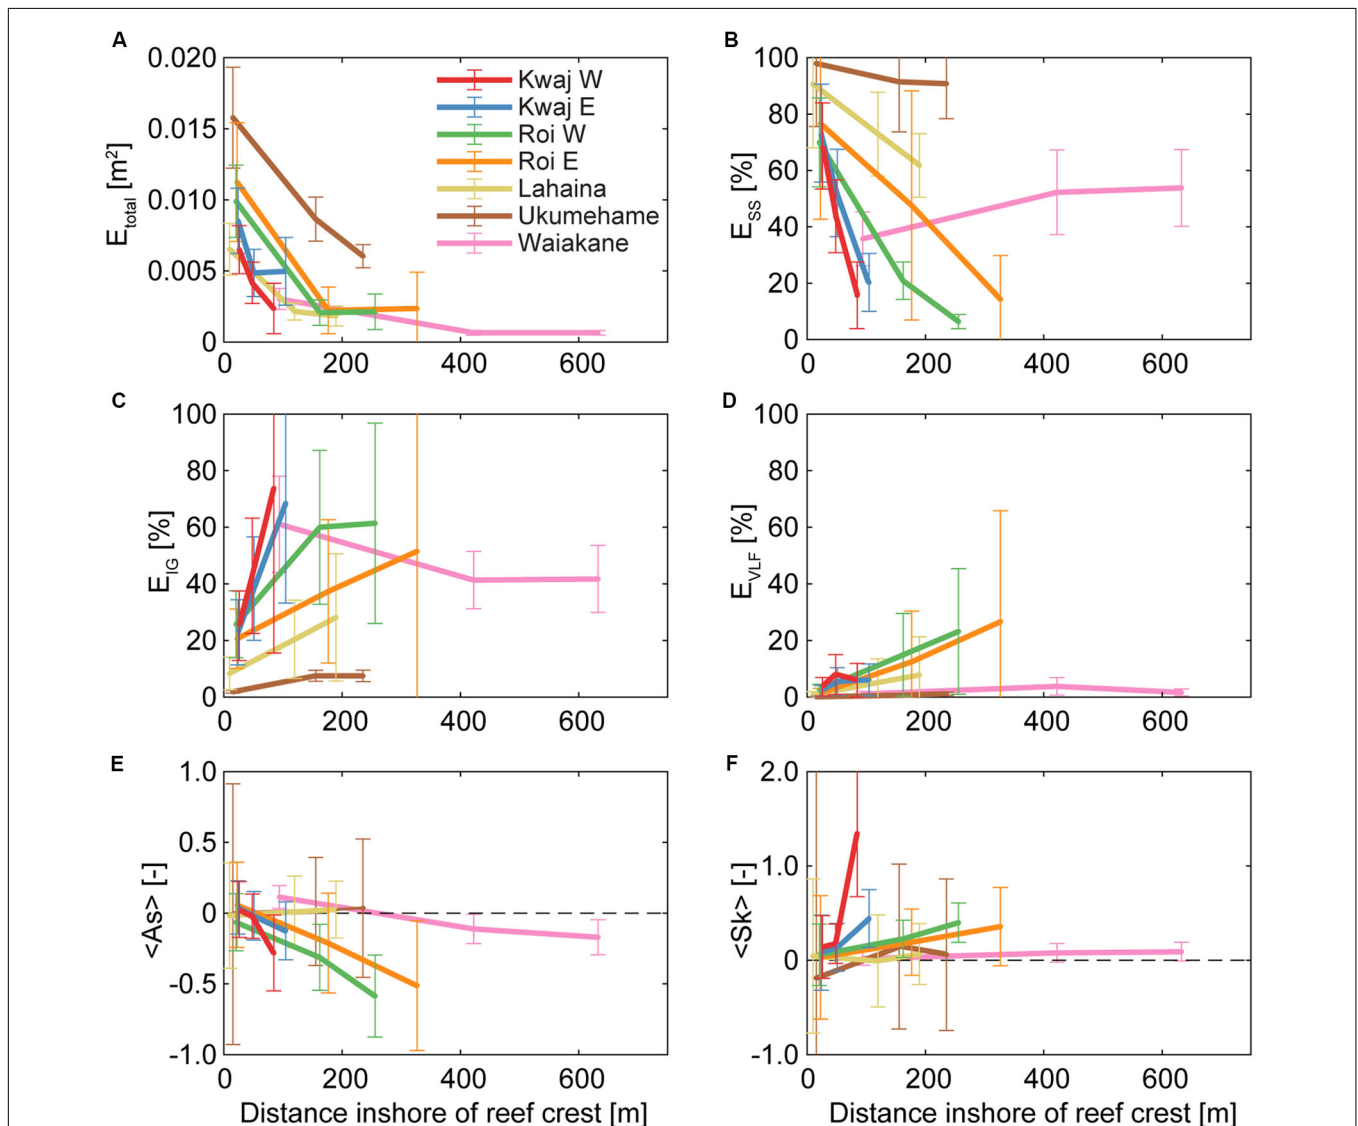 A
E_total [m²]
0.020
0.015
0.010
0.005
0
0 200 400 600
Kwaj W
Kwaj E
Roi W
Roi E
Lahaina
Ukumehame
Waiakane
B
E_SS [%]
100
80
60
40
20
0
0 200 400 600
C
E_IG [%]
100
80
60
40
20
0
0 200 400 600
D
E_VLF [%]
100
80
60
40
20
0
0 200 400 600
E
<As> [-]
1.0
0.5
0
-0.5
-1.0
0 200 400 600
Distance inshore of reef crest [m]
F
<Sk> [-]
2.0
1.0
0
-1.0
0 200 400 600
Distance inshore of reef crest [m]